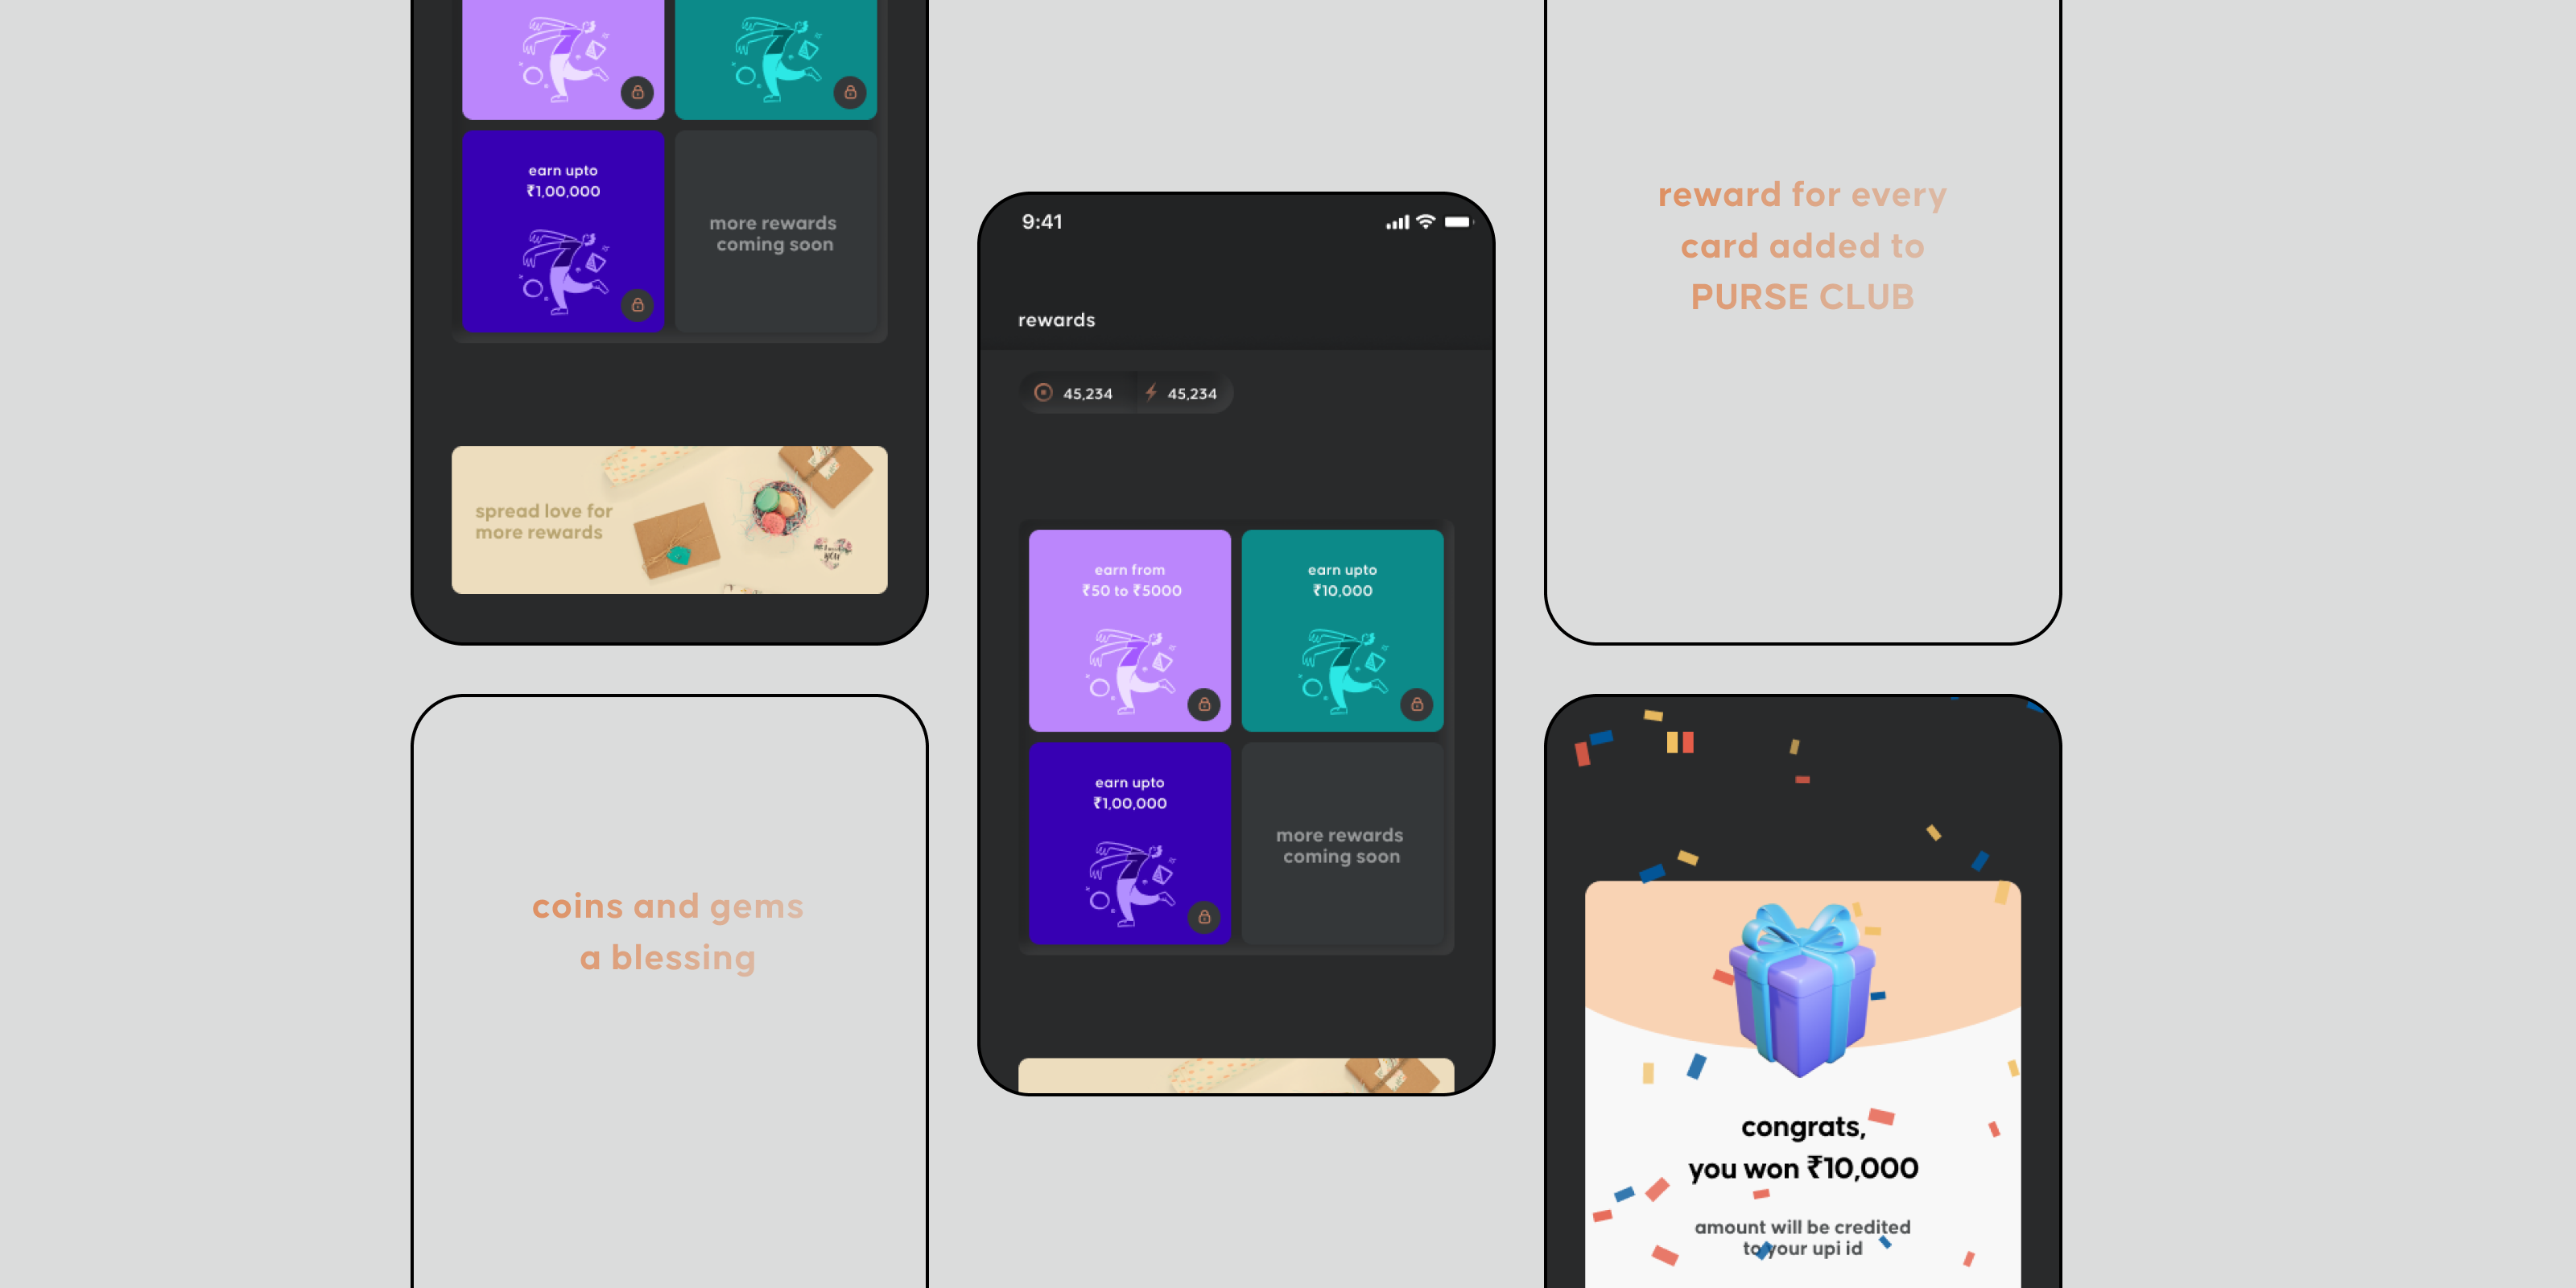 earn upto
₹1,00,000
more rewards
coming soon
spread love for
more rewards
coins and gems
a blessing
9:41
rewards
45,234
45,234
earn from
₹50 to ₹5000
earn upto
₹10,000
earn upto
₹1,00,000
more rewards
coming soon
reward for every
card added to
PURSE CLUB
congrats,
you won ₹10,000
amount will be credited
to your upi id